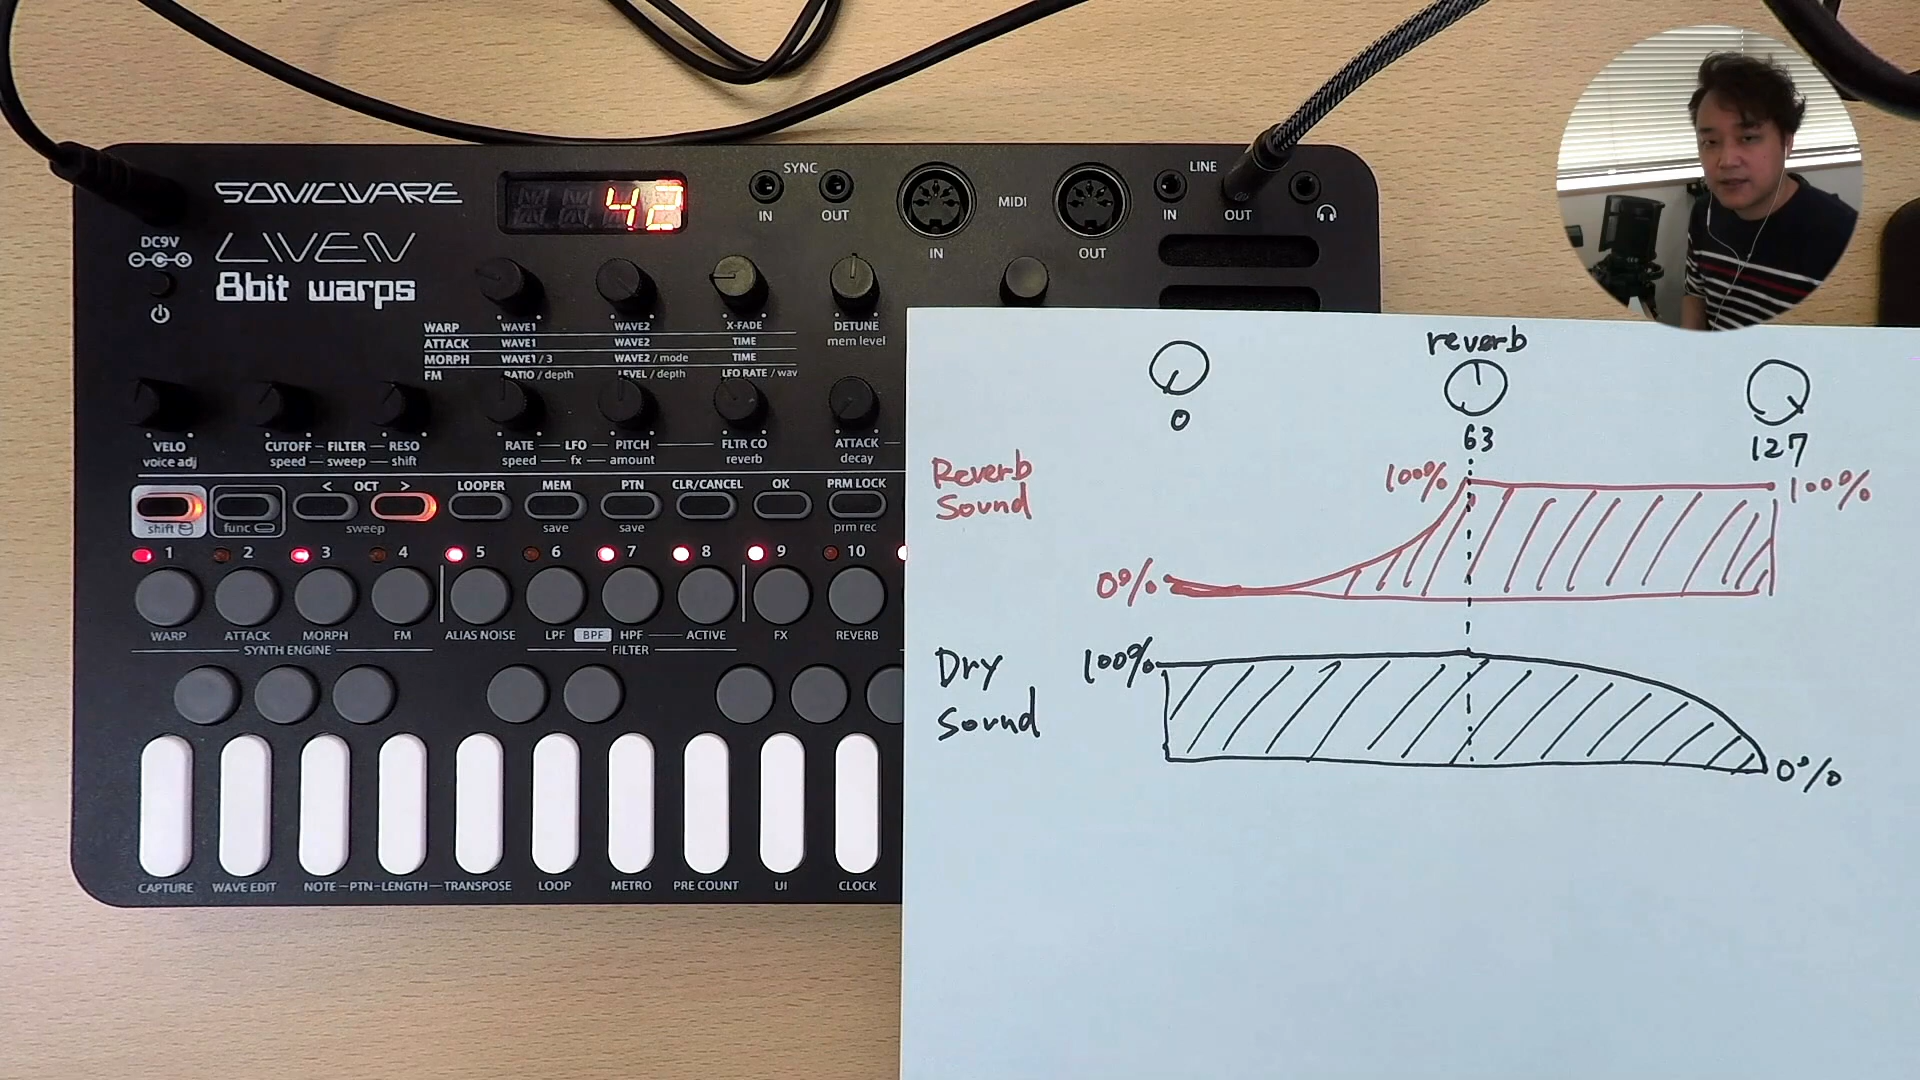 SONICWARE
42
SYNC
IN
OUT
MIDI
IN
OUT
LINE
IN
OUT
DC9V
LIVEN
8bit warps
WARP WAVE1 WAVE2 X-FADE
ATTACK WAVE1 WAVE2 TIME
MORPH WAVE1 / 3 WAVE2 / mode TIME
FM RATIO / depth LEVEL / depth LFO RATE / wav
DETUNE
mem level
VELO
voice adj
CUTOFF – FILTER – RESO
speed – sweep – shift
RATE – LFO – PITCH – FLTR CO
speed – fx – amount reverb
ATTACK
decay
< OCT > LOOPER MEM PTN CLR/CANCEL OK PRM LOCK
shift func sweep save save prm rec
1 2 3 4 5 6 7 8 9 10
WARP ATTACK MORPH FM ALIAS NOISE LPF BPF HPF ACTIVE FX REVERB
SYNTH ENGINE FILTER
CAPTURE WAVE EDIT NOTE – PTN – LENGTH – TRANSPOSE LOOP METRO PRE COUNT UI CLOCK
reverb
0
63
127
Reverb
Sound
100%
100%
0%
Dry
Sound
100%
0%